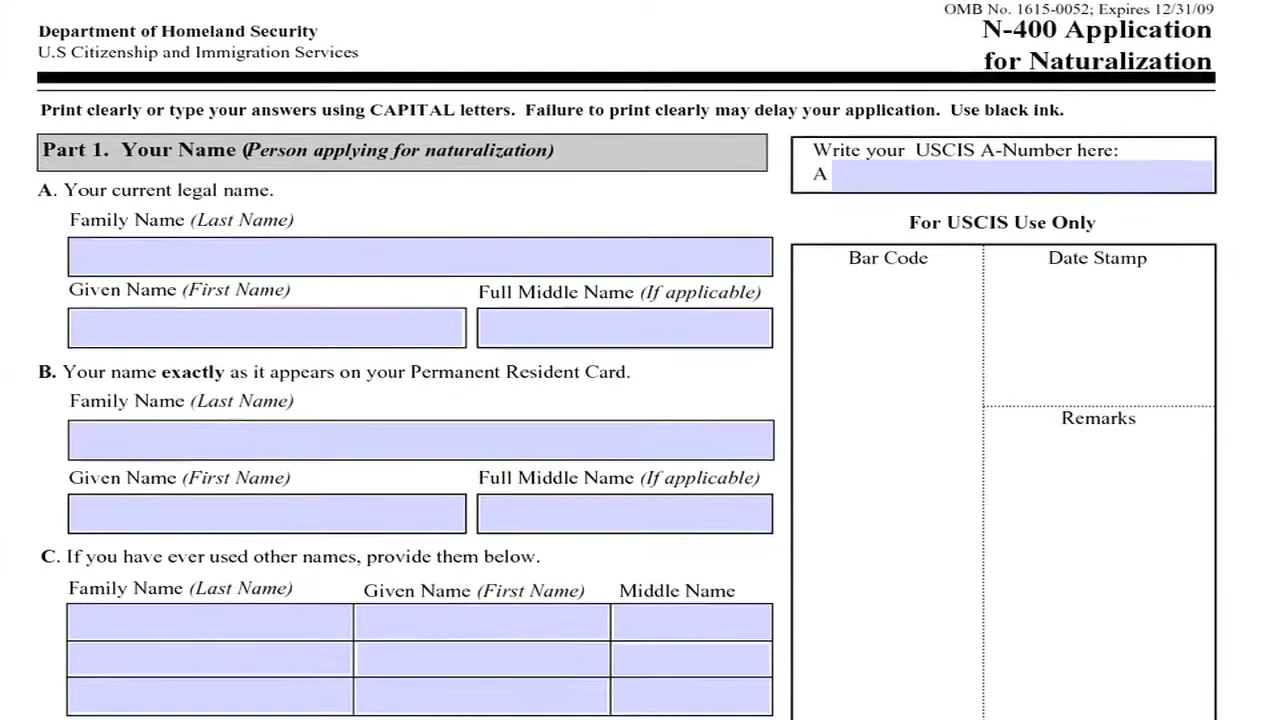 OMB No. 1615-0052; Expires 12/31/09
Department of Homeland Security
U.S Citizenship and Immigration Services
N-400 Application
for Naturalization
Print clearly or type your answers using CAPITAL letters. Failure to print clearly may delay your application. Use black ink.
Part 1. Your Name (Person applying for naturalization)
A. Your current legal name.
Family Name (Last Name)
Given Name (First Name)
Full Middle Name (If applicable)
B. Your name exactly as it appears on your Permanent Resident Card.
Family Name (Last Name)
Given Name (First Name)
Full Middle Name (If applicable)
C. If you have ever used other names, provide them below.
Family Name (Last Name)
Given Name (First Name)
Middle Name
Write your USCIS A-Number here:
A
For USCIS Use Only
Bar Code
Date Stamp
Remarks